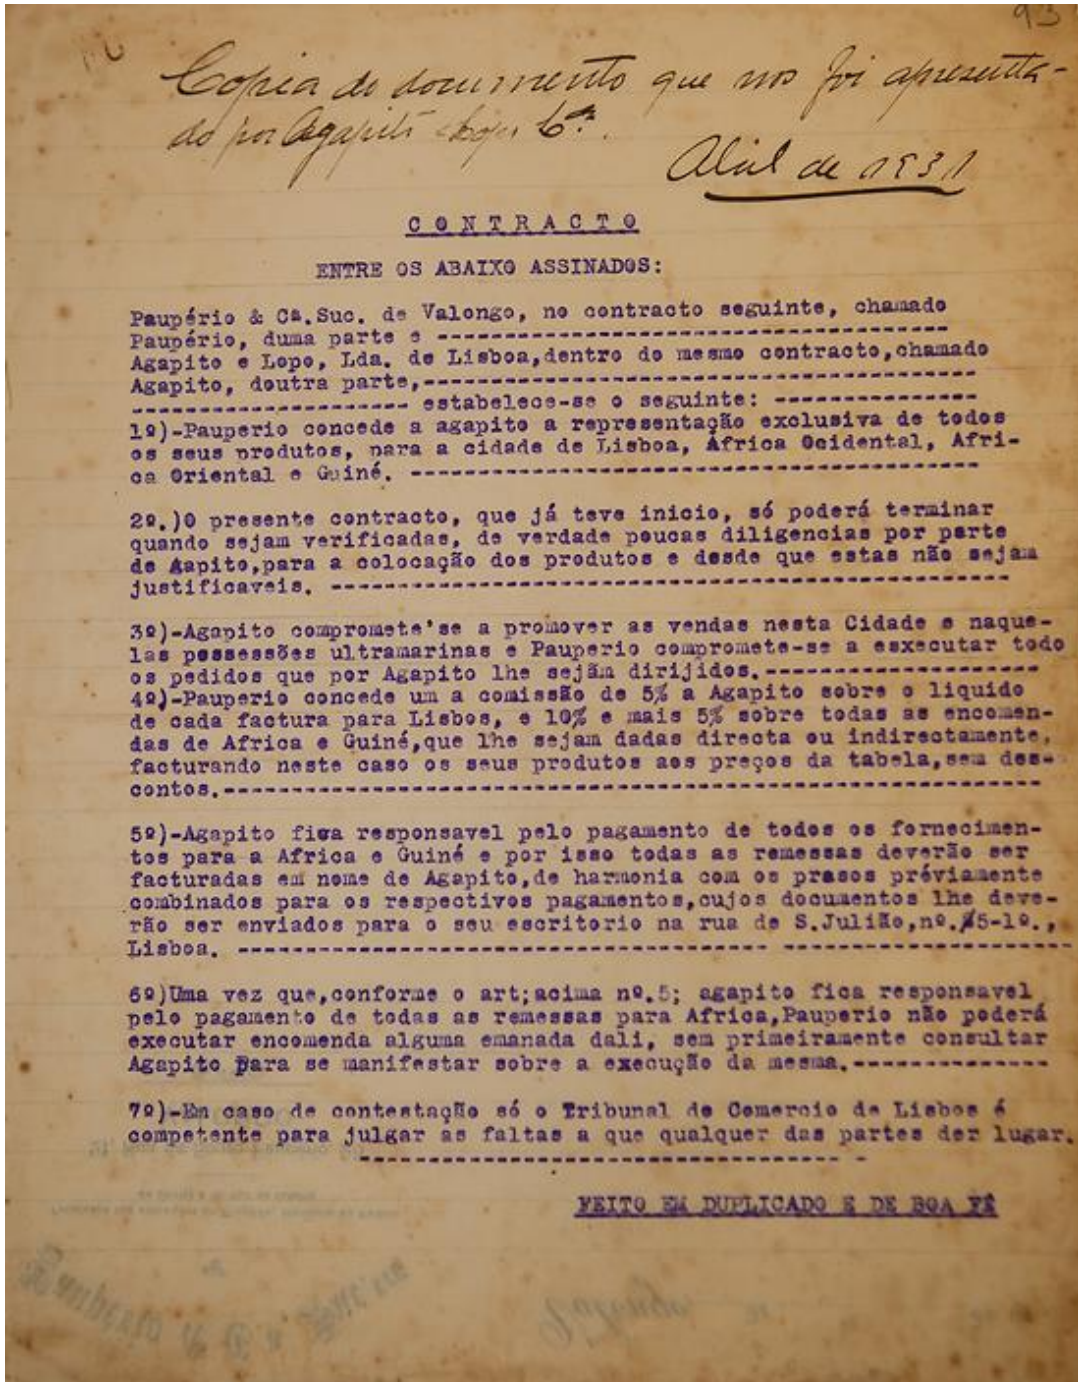 93
Copia de documento que nos foi apresenta-
do por Agapito Lopo Cª.
Abril de 1931
CONTRACTO
ENTRE OS ABAIXO ASSINADOS:
Paupério & Cª.Suc. de Valongo, no contracto seguinte, chamado
Paupério, duma parte e ----------------------------------------
Agapito e Lopo, Lda. de Lisboa,dentro do mesmo contracto,chamado
Agapito, doutra parte,-------------------------------------------
---------------------- estabelece-se o seguinte: ----------------
1º)-Pauperio concede a agapito a representação exclusiva de todos
os seus produtos, para a cidade de Lisboa, África Ocidental, Afri-
ca Oriental e Guiné. --------------------------------------------
2º.)O presente contracto, que já teve inicio, só poderá terminar
quando sejam verificadas, de verdade poucas diligencias por parte
de Aapito,para a colocação dos produtos e desde que estas não sejam
justificaveis. ------------------------------------------------------
3º)-Agapito compromete'se a promover as vendas nesta Cidade e naque-
las possessões ultramarinas e Pauperio compromete-se a esxecutar todo
os pedidos que por Agapito lhe sejãm dirijidos.--------------------
4º)-Pauperio concede um a comissão de 5% a Agapito sobre o liquido
de cada factura para Lisbos, e 10% e mais 5% sobre todas as encomen-
das de Africa e Guiné,que lhe sejam dadas directa ou indirectamente,
facturando neste caso os seus produtos aos preços da tabela,sem des-
contos.-------------------------------------------------------------
5º)-Agapito fica responsavel pelo pagamento de todos os fornecimen-
tos para a Africa e Guiné e por isso todas as remessas deverão ser
facturadas em nome de Agapito,de harmonia com os prasos préviamente
combinados para os respectivos pagamentos,cujos documentos lhe deve-
rão ser enviados para o seu escritorio na rua de S.Julião,nº. 5-1º.,
Lisboa. ------------------------------------------ -----------------------
6º)Uma vez que,conforme o art;acima nº.5; agapito fica responsavel
pelo pagamento de todas as remessas para Africa,Pauperio não poderá
executar encomenda alguma emanada dali, sem primeiramente consultar
Agapito para se manifestar sobre a execução da mesma.---------------
7º)-Em caso de contestação só o Tribunal de Comercio de Lisbos é
competente para julgar as faltas a que qualquer das partes der lugar.
---------------------------------------- -
FEITO EM DUPLICADO E DE BOA FÉ